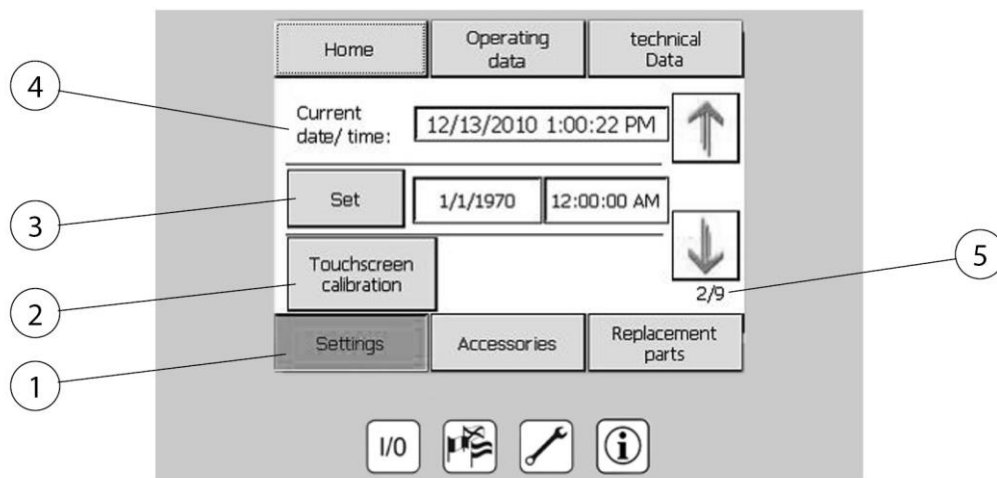 Home
Operating
data
technical
Data
4
Current
date/ time:
12/13/2010 1:00:22 PM
3
Set
1/1/1970
12:00:00 AM
5
2
Touchscreen
calibration
2/9
1
Settings
Accessories
Replacement
parts
I/0
i